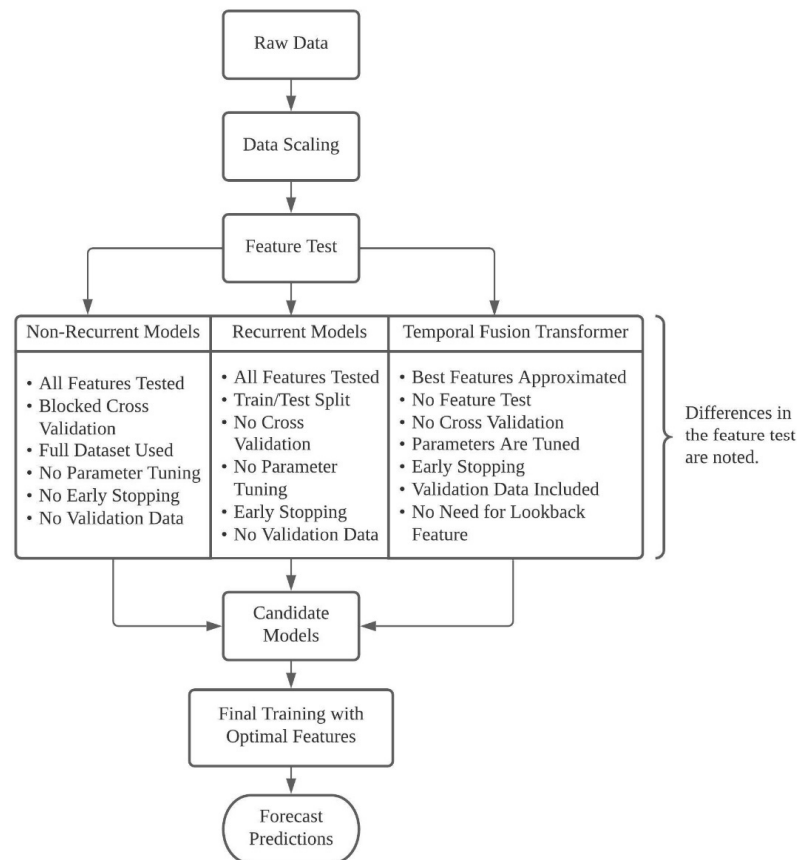 Raw Data
Data Scaling
Feature Test
Non-Recurrent Models
• All Features Tested
• Blocked Cross
Validation
• Full Dataset Used
• No Parameter Tuning
• No Early Stopping
• No Validation Data
Recurrent Models
• All Features Tested
• Train/Test Split
• No Cross
Validation
• No Parameter
Tuning
• Early Stopping
• No Validation Data
Temporal Fusion Transformer
• Best Features Approximated
• No Feature Test
• No Cross Validation
• Parameters Are Tuned
• Early Stopping
• Validation Data Included
• No Need for Lookback
Feature
Differences in
the feature test
are noted.
Candidate
Models
Final Training with
Optimal Features
Forecast
Predictions